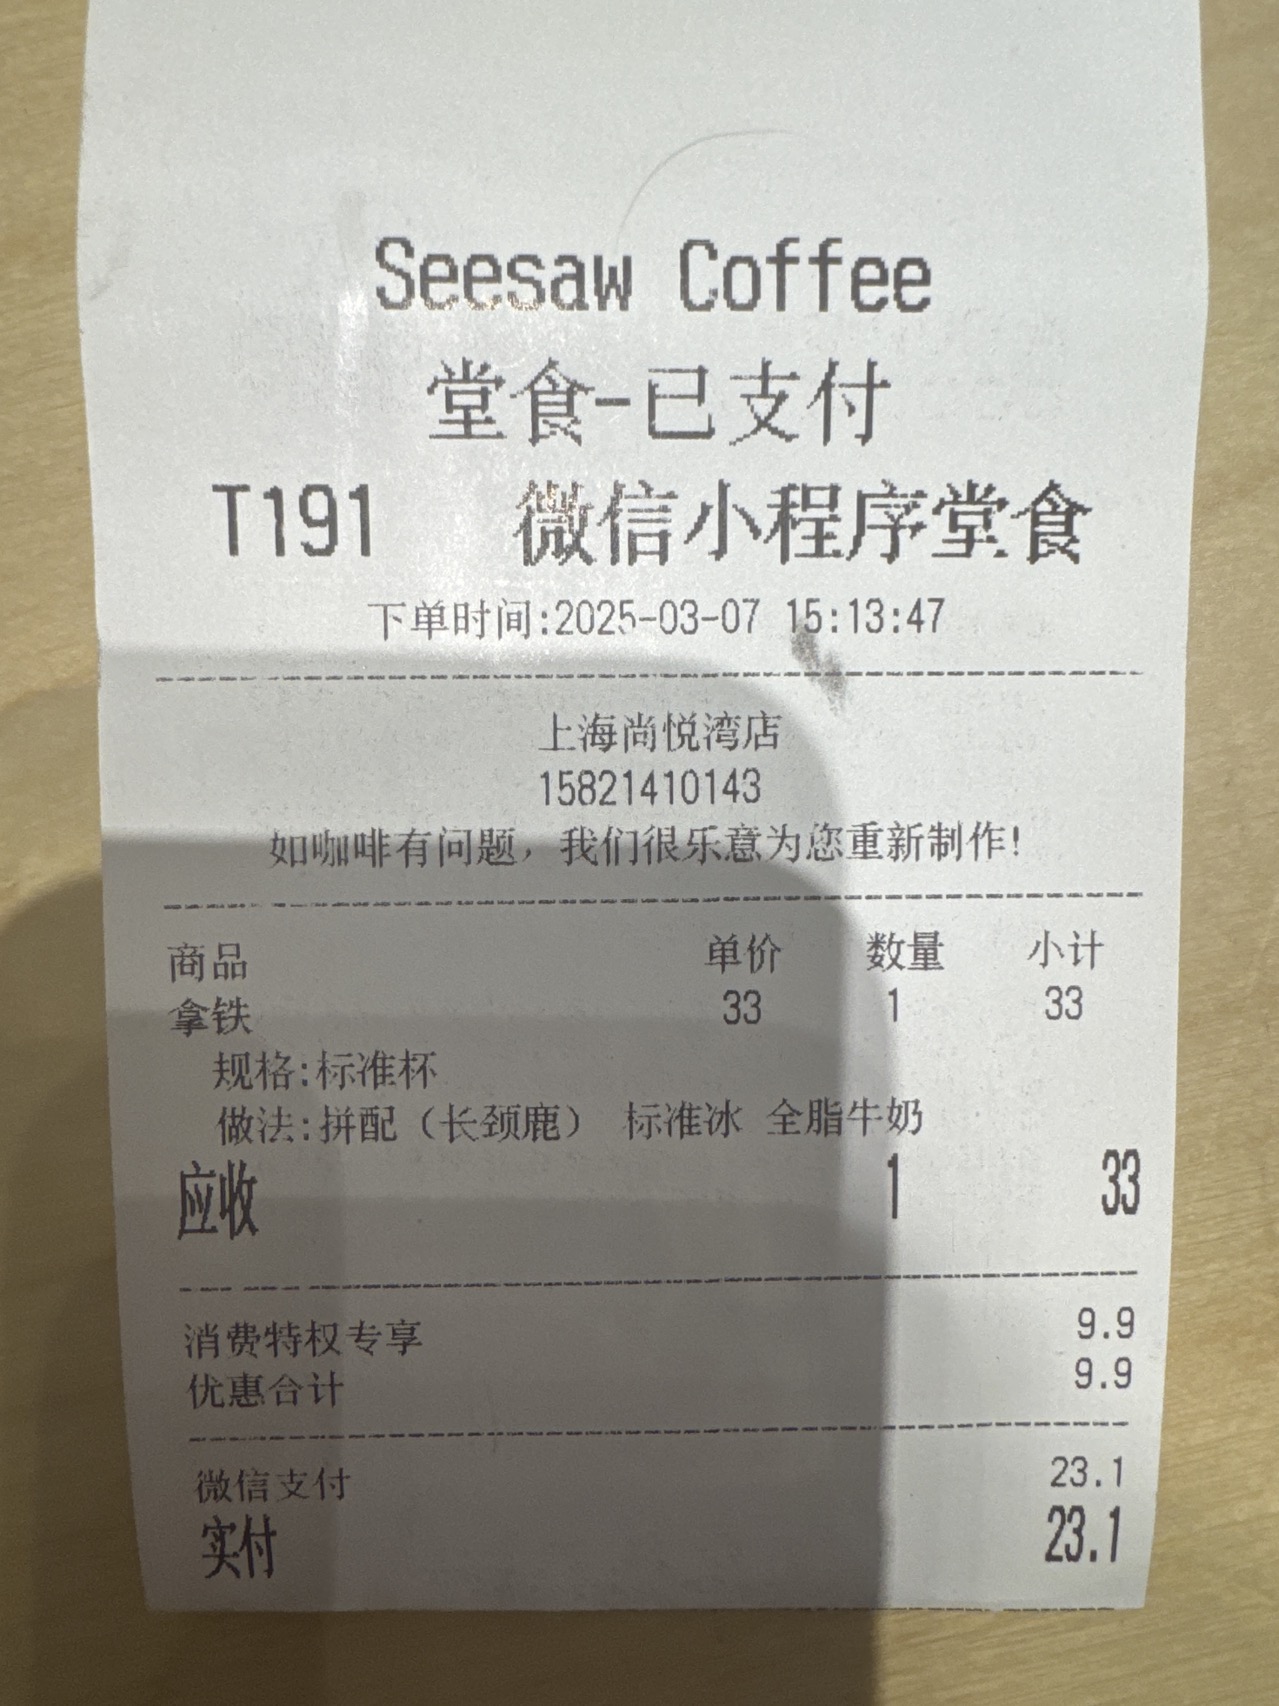 Seesaw Coffee
堂食-已支付
T191 微信小程序堂食
下单时间:2025-03-07 15:13:47
上海尚悦湾店
15821410143
如咖啡有问题，我们很乐意为您重新制作!
商品 单价 数量 小计
拿铁 33 1 33
规格:标准杯
做法:拼配（长颈鹿） 标准冰 全脂牛奶
应收 1 33
消费特权专享 9.9
优惠合计 9.9
微信支付 23.1
实付 23.1